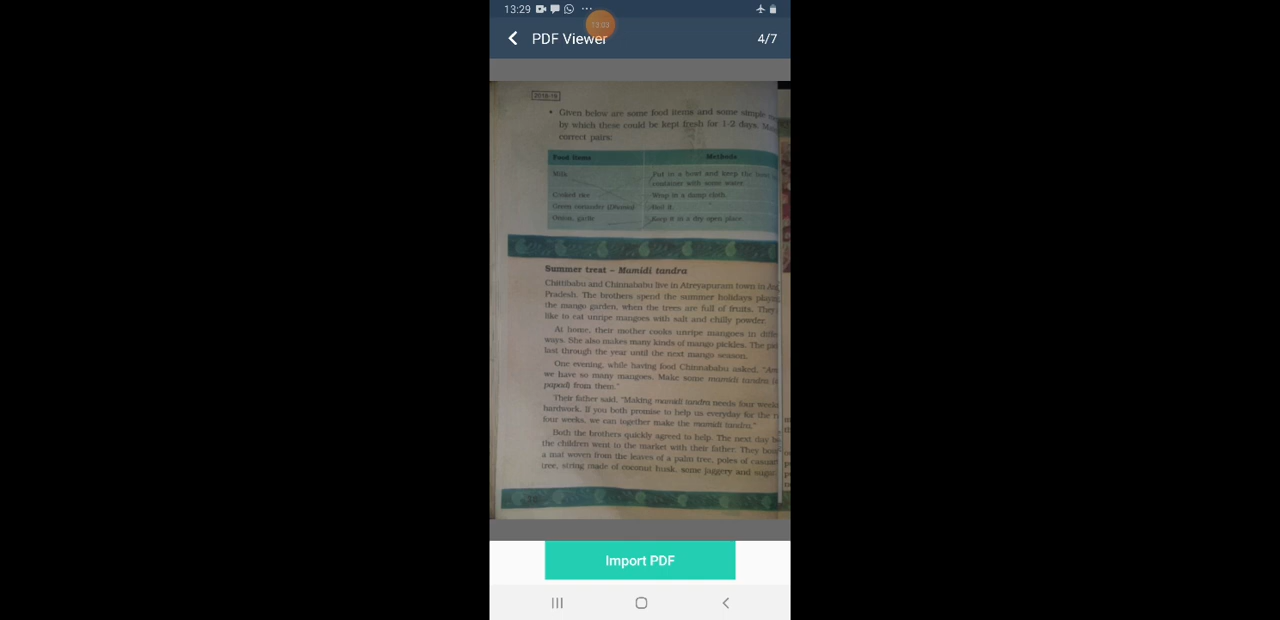 13:29
13:03
PDF Viewer
4/7
2018-19
• Given below are some food items and some simple
by which these could be kept fresh for 1-2 days.
correct pairs:
Food items Methods
Milk Put in a bowl and keep the bowl
container with some water
Cooked rice Wrap in a damp cloth.
Green coriander (Dhania) Boil it.
Onion, garlic Keep it in a dry open place
Summer treat – Mamidi tandra
Chittibabu and Chinnababu live in Atreyapuram town in
Pradesh. The brothers spend the summer holidays
the mango garden, when the trees are full of fruits. They
like to eat unripe mangoes with salt and chilly powder.
At home, their mother cooks unripe mangoes in
ways. She also makes many kinds of mango pickles. The
last through the year until the next mango season.
One evening, while having food Chinnababu asked,
we have so many mangoes. Make some mamidi tandra
papad) from them."
Their father said, "Making mamidi tandra needs four
hardwork. If you both promise to help us everyday for the
four weeks, we can together make the mamidi tandra."
Both the brothers quickly agreed to help. The next day
the children went to the market with their father. They
a mat woven from the leaves of a palm tree, poles of
tree, string made of coconut husk, some jaggery and sugar.
Import PDF